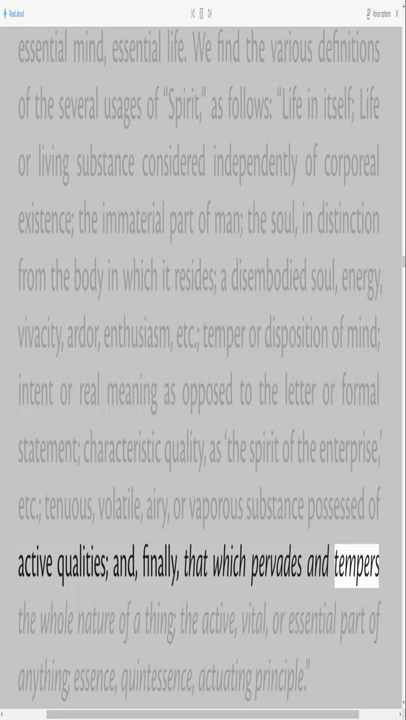 Read aloud
Voice options
essential mind, essential life. We find the various definitions
of the several usages of “Spirit,” as follows: “Life in itself; Life
or living substance considered independently of corporeal
existence; the immaterial part of man; the soul, in distinction
from the body in which it resides; a disembodied soul, energy,
vivacity, ardor, enthusiasm, etc.; temper or disposition of mind;
intent or real meaning as opposed to the letter or formal
statement; characteristic quality, as ‘the spirit of the enterprise,’
etc.; tenuous, volatile, airy, or vaporous substance possessed of
active qualities; and, finally, that which pervades and tempers
the whole nature of a thing; the active, vital, or essential part of
anything; essence, quintessence, actuating principle.”